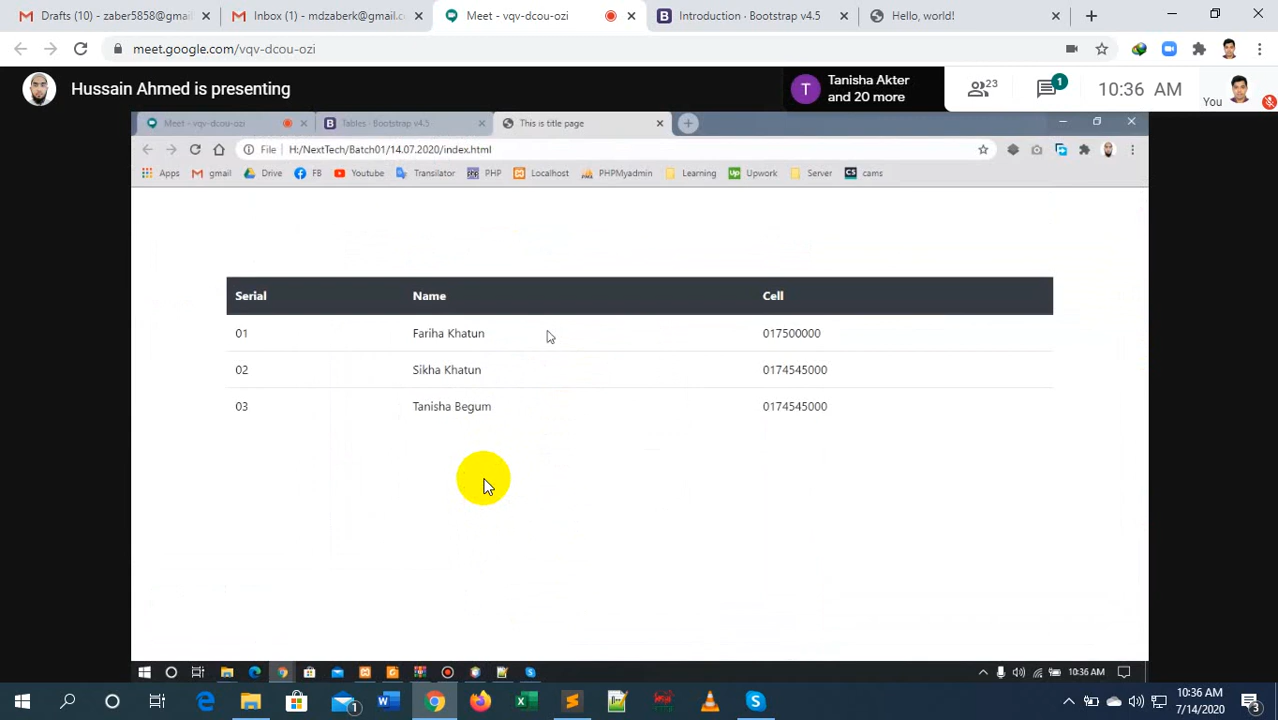 Drafts (10) - zaber5858@gmail
Inbox (1) - mdzaberk@gmail.c
Meet - vqv-dcou-ozi
Introduction · Bootstrap v4.5
Hello, world!
meet.google.com/vqv-dcou-ozi
Hussain Ahmed is presenting
T
Tanisha Akter
and 20 more
23
1
10:36 AM
You
Meet - vqv-dcou-ozi
Tables · Bootstrap v4.5
This is title page
File
H:/NextTech/Batch01/14.07.2020/index.html
Apps
gmail
Drive
FB
Youtube
Translator
PHP
Localhost
PHPMyadmin
Learning
Upwork
Server
cams
Serial Name Cell
01 Fariha Khatun 017500000
02 Sikha Khatun 0174545000
03 Tanisha Begum 0174545000
10:36 AM
10:36 AM
7/14/2020